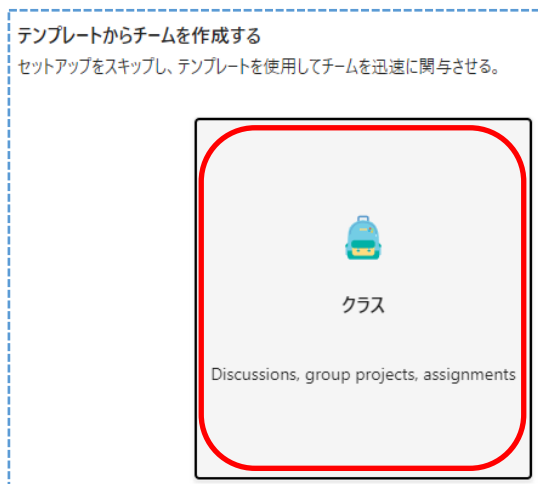 テンプレートからチームを作成する
セットアップをスキップし、テンプレートを使用してチームを迅速に関与させる。
クラス
Discussions, group projects, assignments